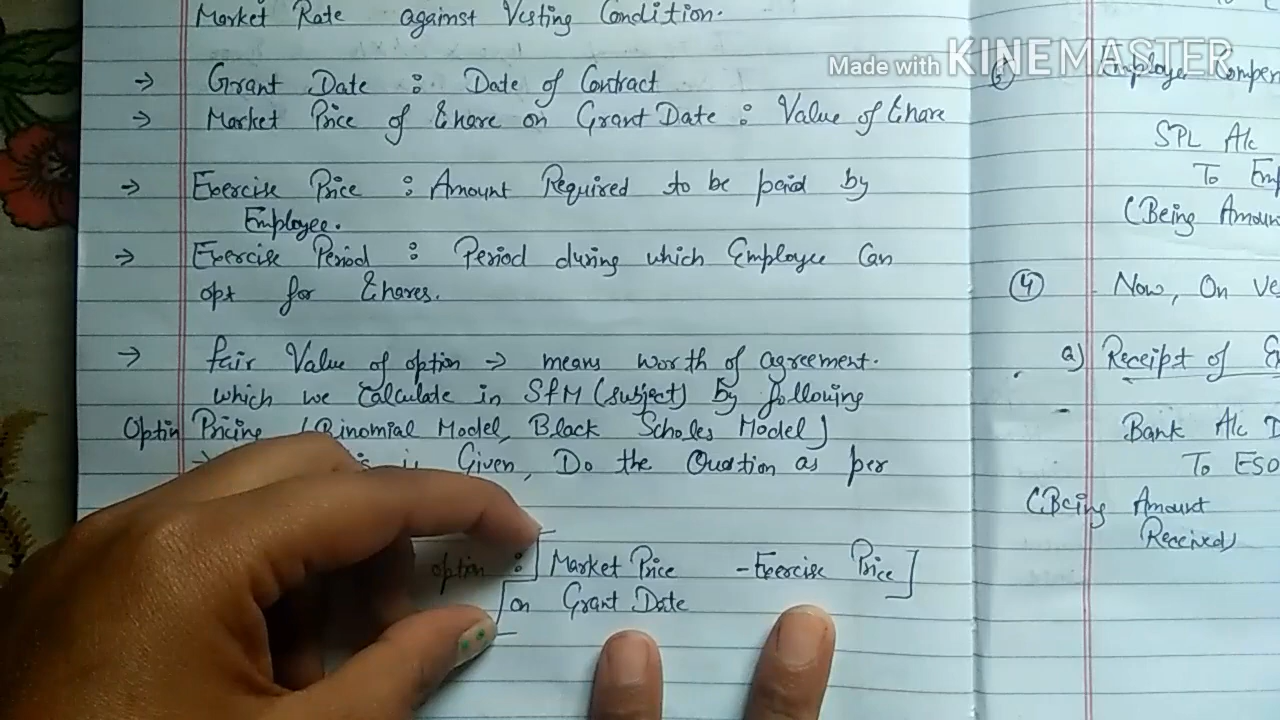 Market Rate against Vesting Condition.
Made with KINEMASTER
→ Grant Date : Date of Contract
→ Market Price of Share on Grant Date : Value of Share
→ Exercise Price : Amount Required to be paid by
Employee.
→ Exercise Period : Period during which Employee Can
opt for Shares.
→ Fair Value of option → means worth of agreement.
which we Calculate in SFM (subject) By following
Option Pricing (Binomial Model, Black Scholes Model)
Given, Do the Question as per
option : [Market Price - Exercise Price]
on Grant Date
Employee
SPL A/c
To
(Being Amoun
④ Now, On Ve
a) Receipt of
Bank A/c D
To ESO
(Being Amount
Received)